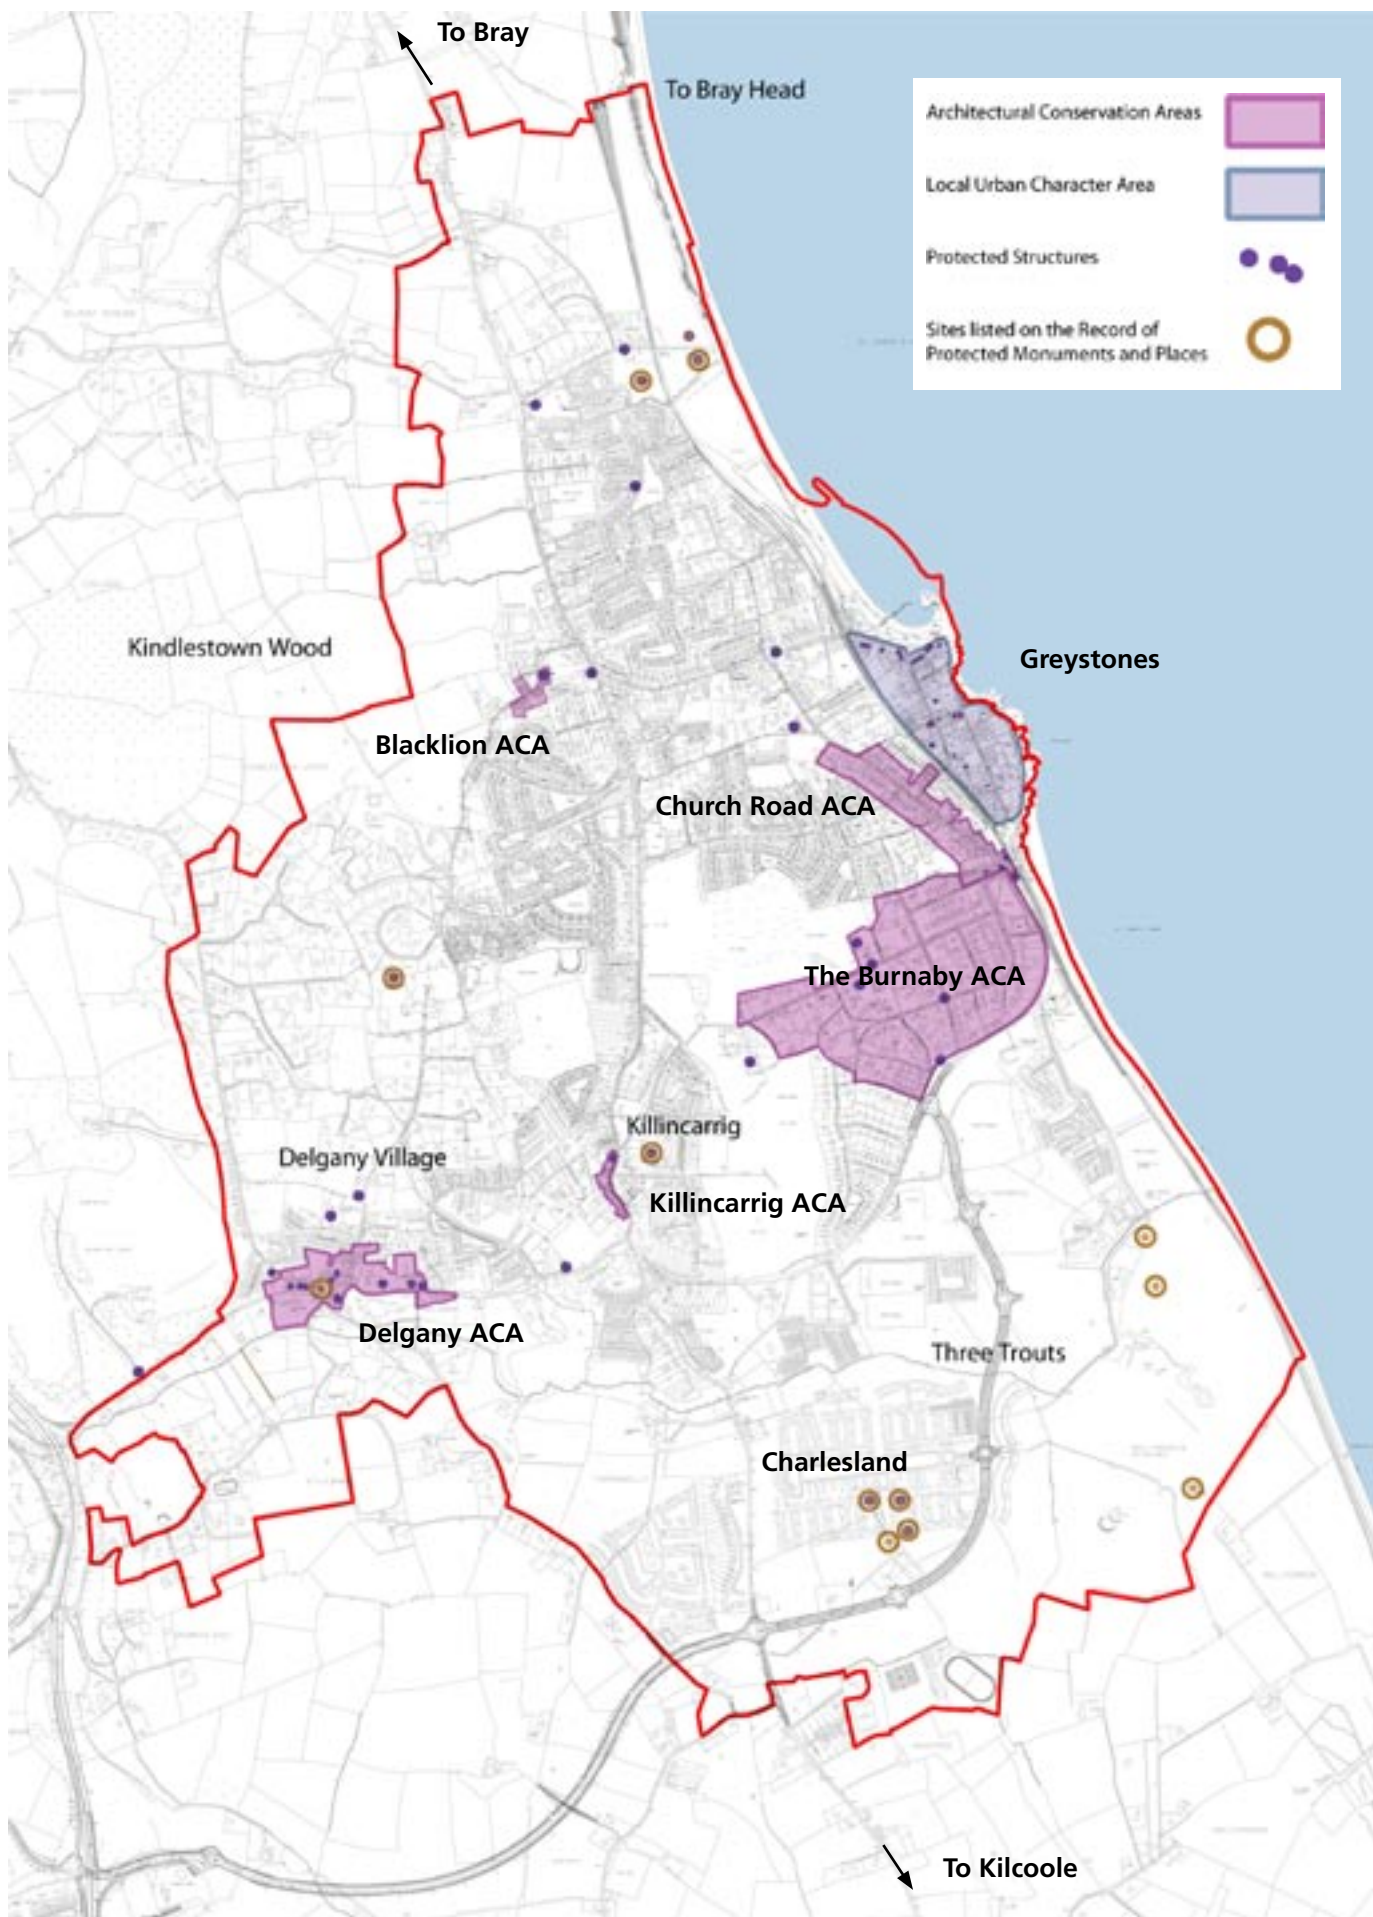 To Bray
To Bray Head
Architectural Conservation Areas
Local Urban Character Area
Protected Structures
Sites listed on the Record of
Protected Monuments and Places
Kindlestown Wood
Greystones
Blacklion ACA
Church Road ACA
The Burnaby ACA
Killincarrig
Delgany Village
Killincarrig ACA
Delgany ACA
Three Trouts
Charlesland
To Kilcoole